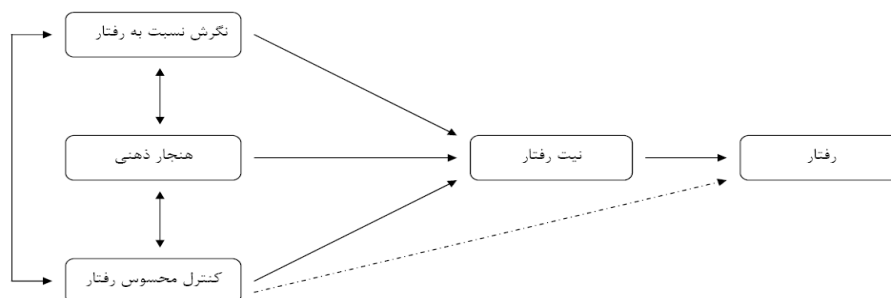 نگرش نسبت به رفتار
هنجار ذهنی
نیت رفتار
رفتار
کنترل محسوس رفتار